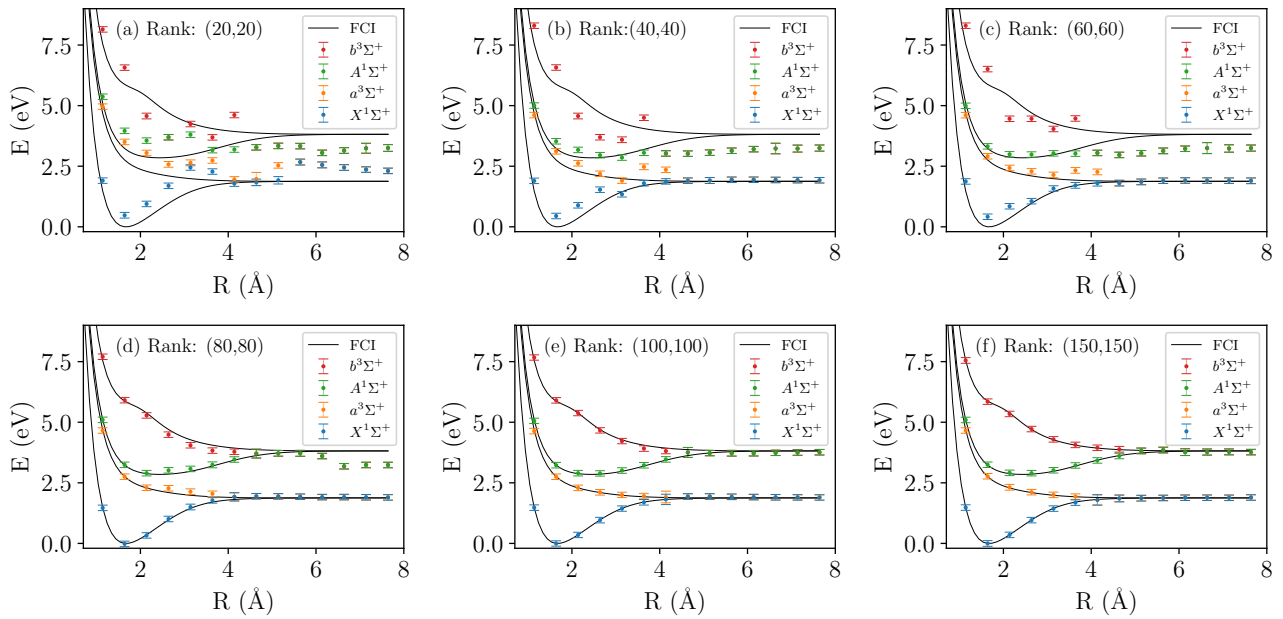 (a) Rank: (20,20)
FCI
b³Σ⁺
A¹Σ⁺
a³Σ⁺
X¹Σ⁺
E (eV)
7.5
5.0
2.5
0.0
2 4 6 8
R (Å)
(b) Rank:(40,40)
FCI
b³Σ⁺
A¹Σ⁺
a³Σ⁺
X¹Σ⁺
E (eV)
7.5
5.0
2.5
0.0
2 4 6 8
R (Å)
(c) Rank: (60,60)
FCI
b³Σ⁺
A¹Σ⁺
a³Σ⁺
X¹Σ⁺
E (eV)
7.5
5.0
2.5
0.0
2 4 6 8
R (Å)
(d) Rank: (80,80)
FCI
b³Σ⁺
A¹Σ⁺
a³Σ⁺
X¹Σ⁺
E (eV)
7.5
5.0
2.5
0.0
2 4 6 8
R (Å)
(e) Rank: (100,100)
FCI
b³Σ⁺
A¹Σ⁺
a³Σ⁺
X¹Σ⁺
E (eV)
7.5
5.0
2.5
0.0
2 4 6 8
R (Å)
(f) Rank: (150,150)
FCI
b³Σ⁺
A¹Σ⁺
a³Σ⁺
X¹Σ⁺
E (eV)
7.5
5.0
2.5
0.0
2 4 6 8
R (Å)